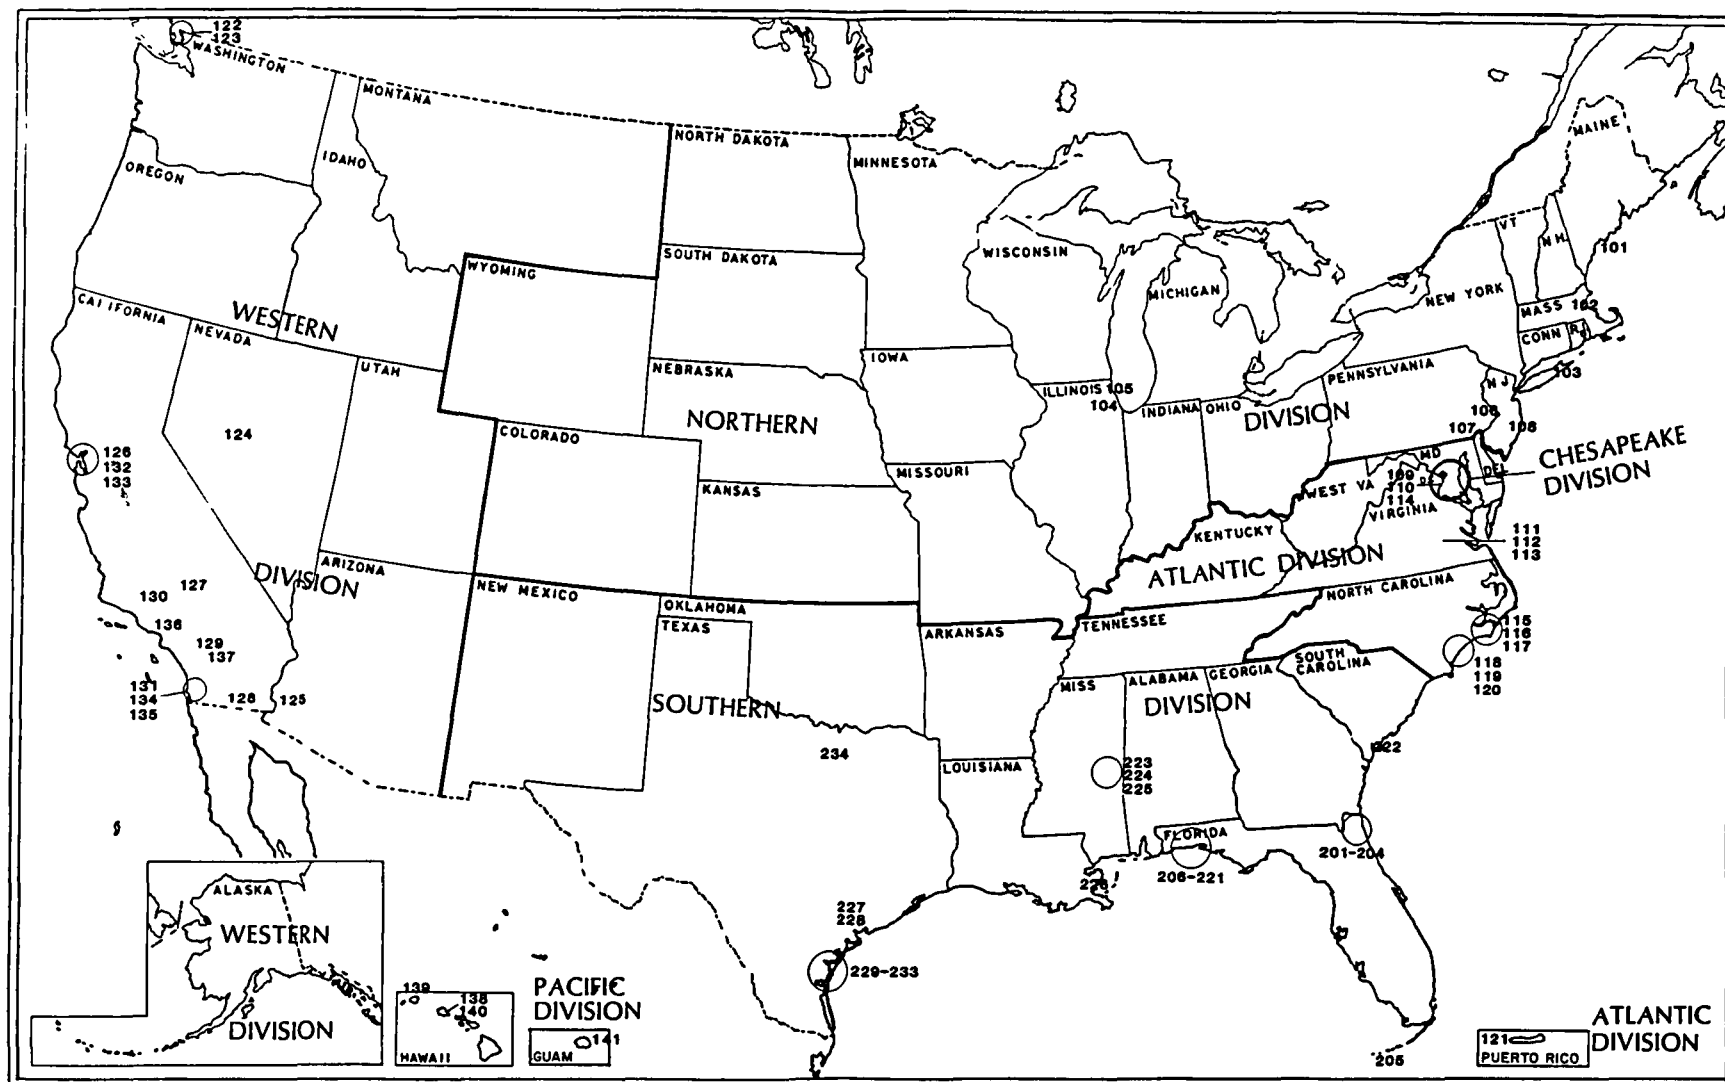 122
123
WASHINGTON
MONTANA
NORTH DAKOTA
MINNESOTA
MAINE
IDAHO
OREGON
WYOMING
SOUTH DAKOTA
WISCONSIN
VT
N H
101
MICHIGAN
NEW YORK
CALIFORNIA
WESTERN
NEVADA
UTAH
MASS 102
CONN
R I
IOWA
NEBRASKA
PENNSYLVANIA
103
ILLINOIS 105
104
INDIANA
OHIO
N J
NORTHERN
DIVISION
106
107
108
124
COLORADO
126
132
133
MISSOURI
KANSAS
MD
DEL
CHESAPEAKE
DIVISION
WEST VA
109
110
114
VIRGINIA
KENTUCKY
111
112
113
ARIZONA
DIVISION
ATLANTIC DIVISION
127
130
NEW MEXICO
OKLAHOMA
TEXAS
NORTH CAROLINA
136
ARKANSAS
TENNESSEE
115
116
117
129
137
SOUTH
CAROLINA
118
119
120
131
134
135
128
125
MISS
ALABAMA
GEORGIA
SOUTHERN
DIVISION
234
222
LOUISIANA
223
224
225
FLORIDA
201-204
206-221
226
ALASKA
WESTERN
DIVISION
227
228
229-233
139
138
140
HAWAII
PACIFIC
DIVISION
141
GUAM
205
121
PUERTO RICO
ATLANTIC
DIVISION